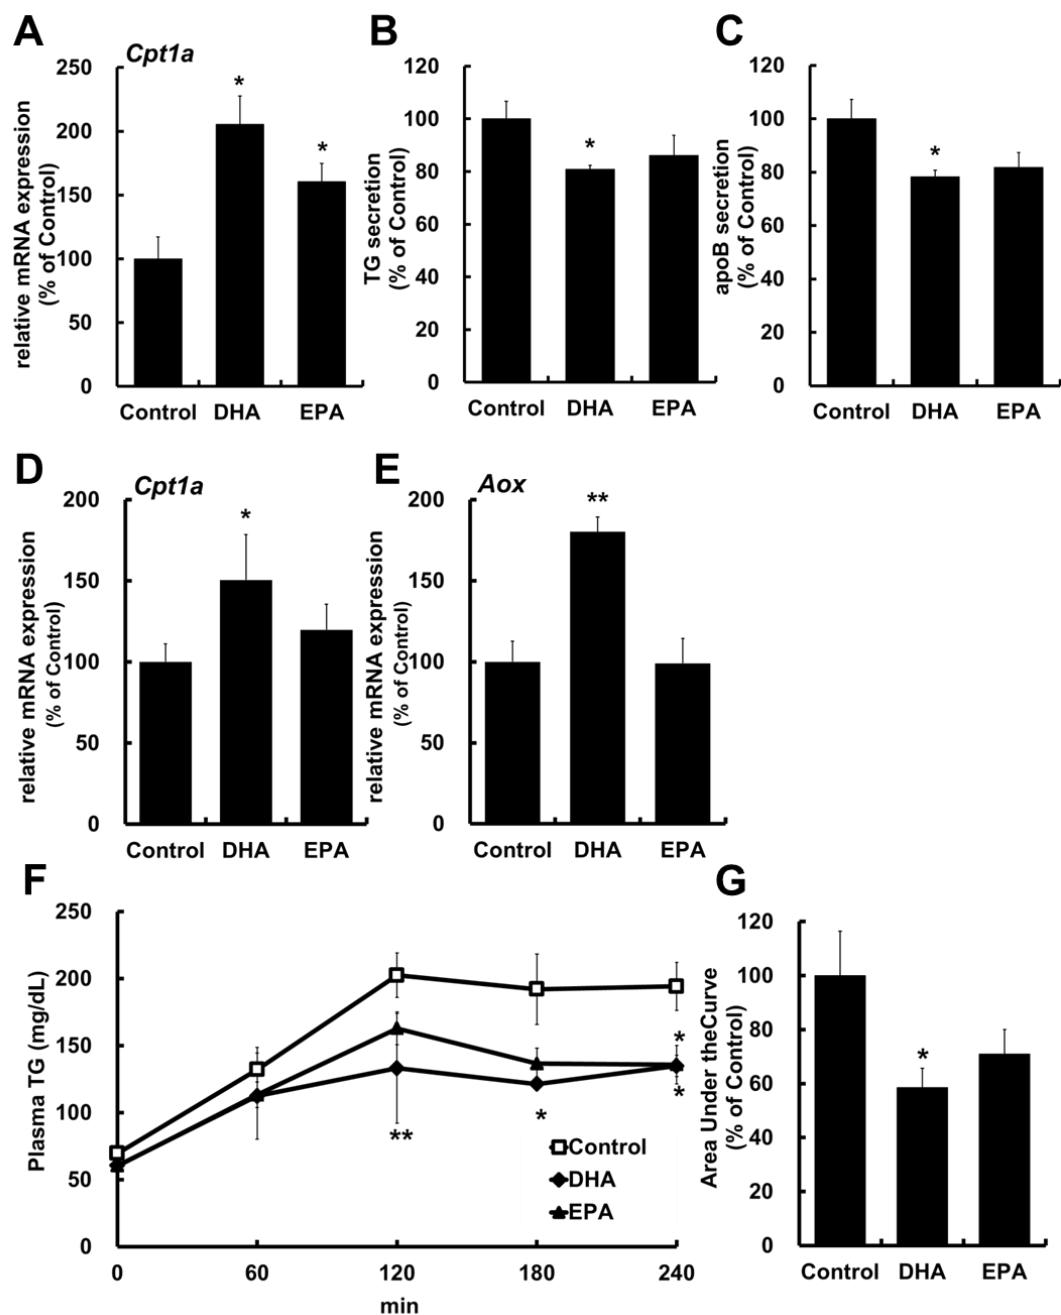 A
Cpt1a
relative mRNA expression
(% of Control)
250
200
150
100
50
0
*
*
Control DHA EPA
B
TG secretion
(% of Control)
120
100
80
60
40
20
0
*
Control DHA EPA
C
apoB secretion
(% of Control)
120
100
80
60
40
20
0
*
Control DHA EPA
D
Cpt1a
relative mRNA expression
(% of Control)
200
150
100
50
0
*
Control DHA EPA
E
Aox
relative mRNA expression
(% of Control)
200
150
100
50
0
**
Control DHA EPA
F
Plasma TG (mg/dL)
250
200
150
100
50
0
**
*
*
*
Control
DHA
EPA
0 60 120 180 240
min
G
Area Under theCurve
(% of Control)
120
100
80
60
40
20
0
*
Control DHA EPA